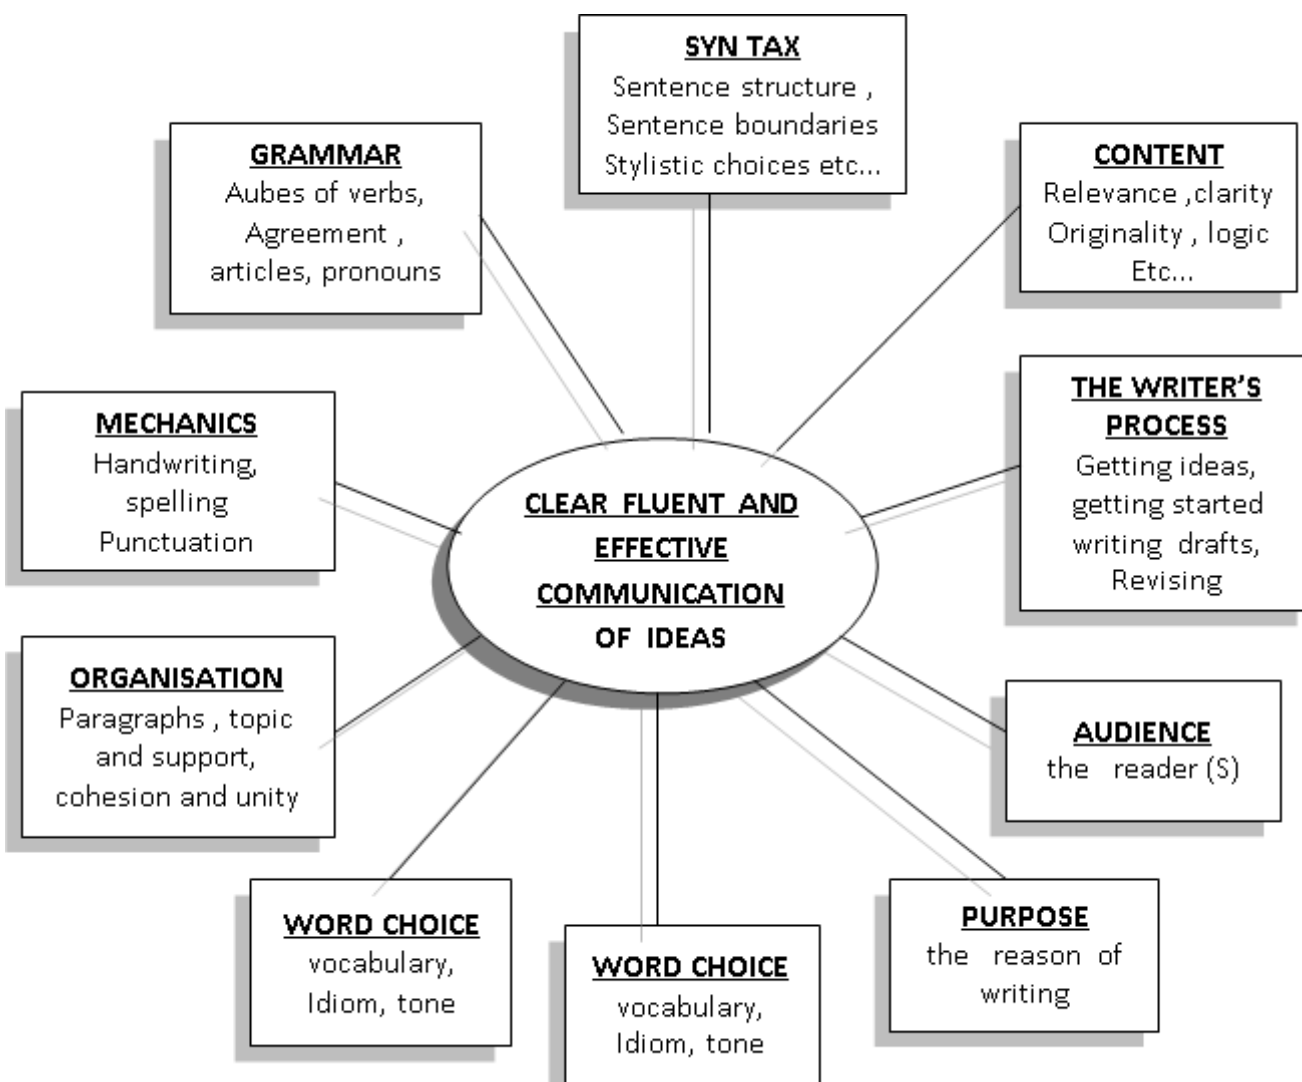 SYN TAX
Sentence structure ,
Sentence boundaries
Stylistic choices etc...
GRAMMAR
Aubes of verbs,
Agreement ,
articles, pronouns
CONTENT
Relevance ,clarity
Originality , logic
Etc...
MECHANICS
Handwriting,
spelling
Punctuation
CLEAR FLUENT AND
EFFECTIVE
COMMUNICATION
OF IDEAS
THE WRITER'S
PROCESS
Getting ideas,
getting started
writing drafts,
Revising
ORGANISATION
Paragraphs , topic
and support,
cohesion and unity
AUDIENCE
the reader (S)
WORD CHOICE
vocabulary,
Idiom, tone
WORD CHOICE
vocabulary,
Idiom, tone
PURPOSE
the reason of
writing